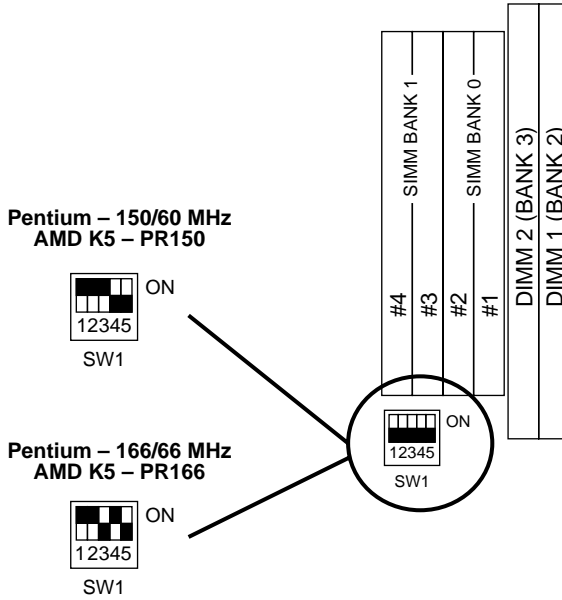 Pentium – 150/60 MHz
AMD K5 – PR150
ON
12345
SW1
Pentium – 166/66 MHz
AMD K5 – PR166
ON
12345
SW1
SIMM BANK 1
SIMM BANK 0
#4
#3
#2
#1
DIMM 2 (BANK 3)
DIMM 1 (BANK 2)
ON
12345
SW1